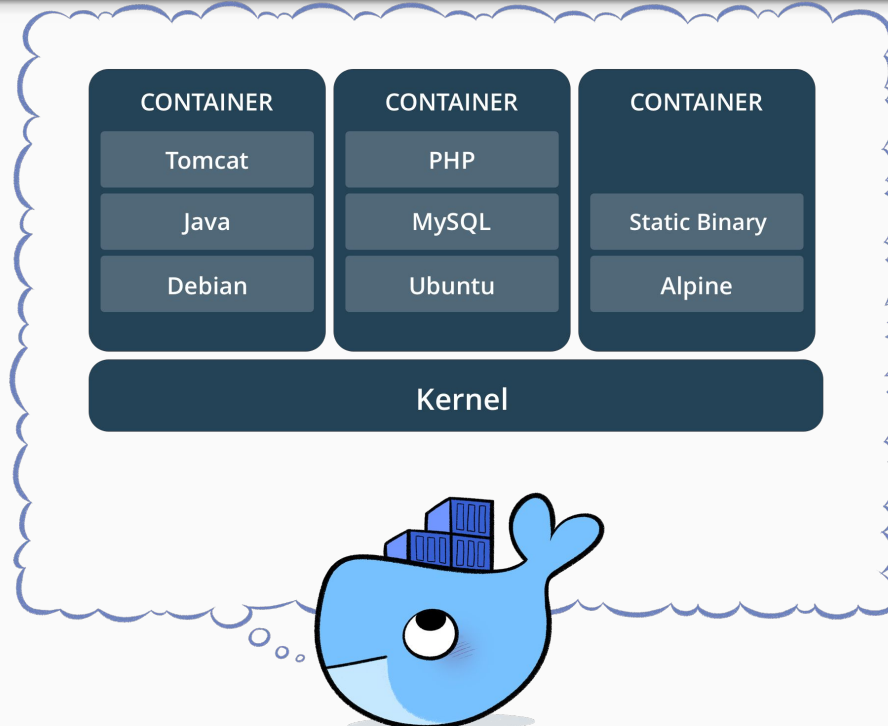 CONTAINER
Tomcat
Java
Debian
CONTAINER
PHP
MySQL
Ubuntu
CONTAINER
Static Binary
Alpine
Kernel